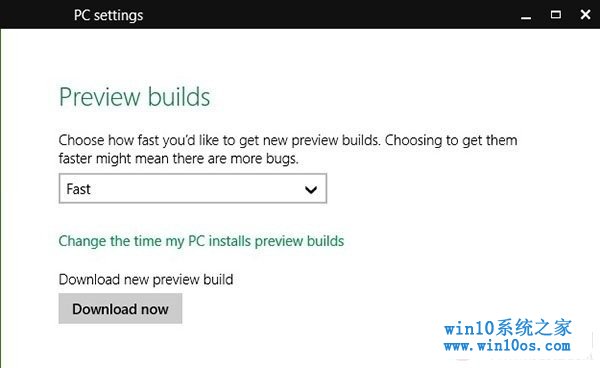 PC settings
Preview builds
Choose how fast you'd like to get new preview builds. Choosing to get them
faster might mean there are more bugs.
Fast
Change the time my PC installs preview builds
Download new preview build
Download now
win10系统之家
www.win10os.com